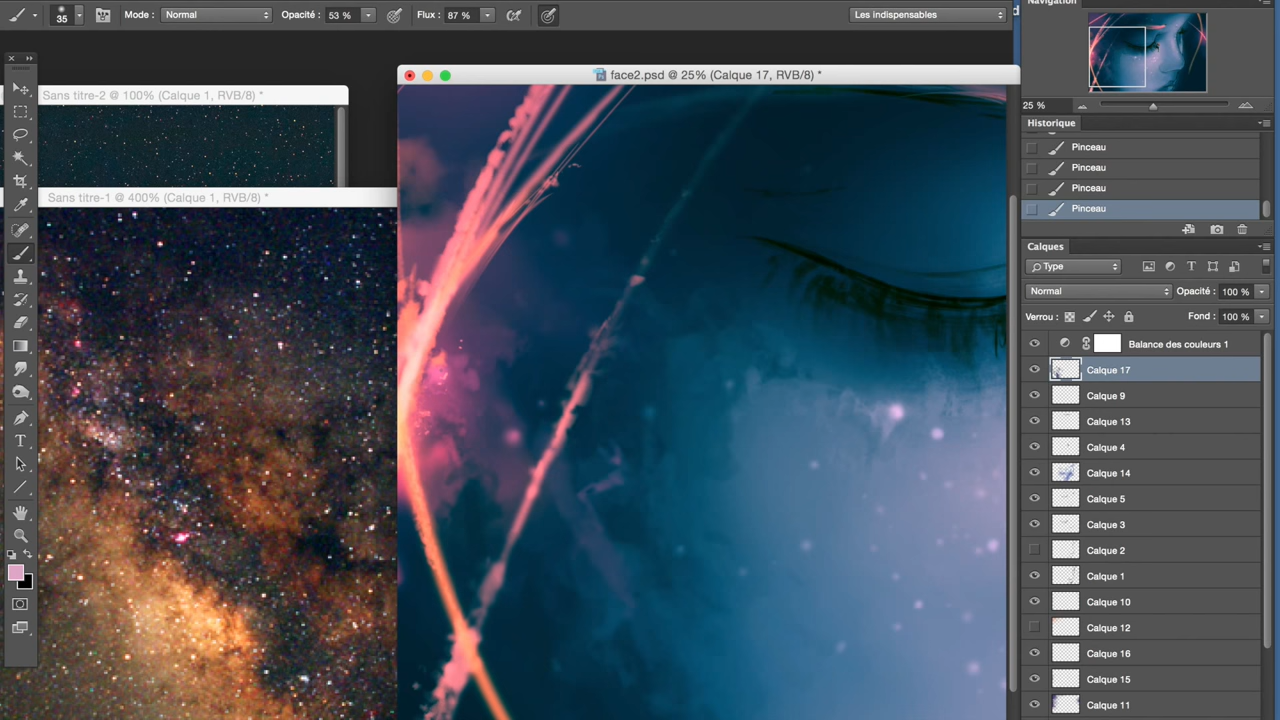 35
Mode : Normal
Opacité : 53 %
Flux : 87 %
Les indispensables
Navigation
Sans titre-2 @ 100% (Calque 1, RVB/8) *
Sans titre-1 @ 400% (Calque 1, RVB/8) *
face2.psd @ 25% (Calque 17, RVB/8) *
25 %
Historique
Pinceau
Pinceau
Pinceau
Pinceau
Calques
Type
Normal
Opacité : 100 %
Verrou :
Fond : 100 %
Balance des couleurs 1
Calque 17
Calque 9
Calque 13
Calque 4
Calque 14
Calque 5
Calque 3
Calque 2
Calque 1
Calque 10
Calque 12
Calque 16
Calque 15
Calque 11